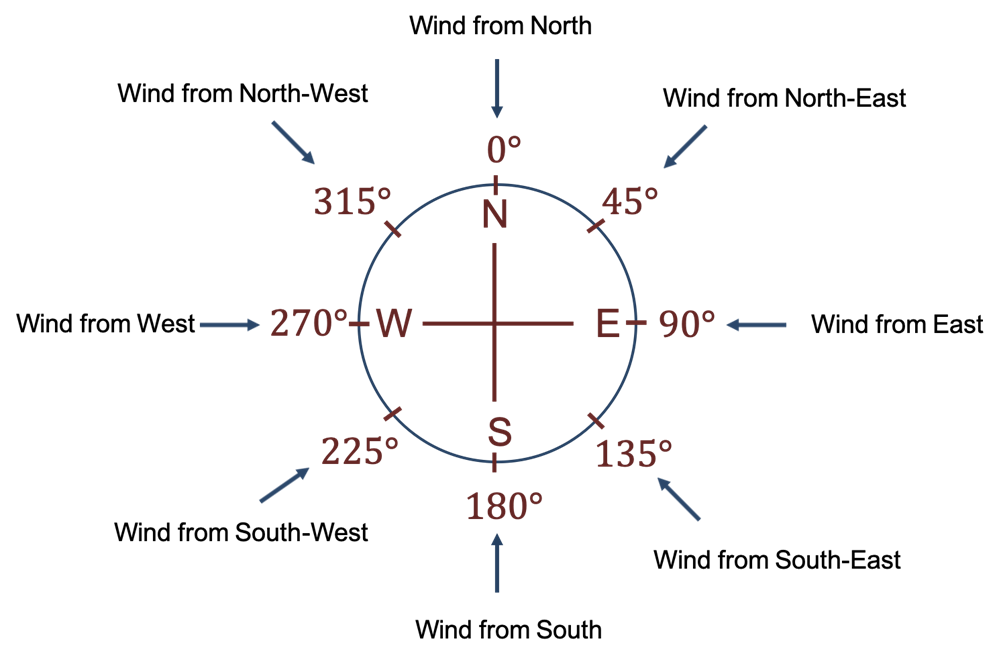 Wind from North
Wind from North-West
Wind from North-East
0°
315°
45°
N
Wind from West
270°
W
E
90°
Wind from East
S
225°
135°
180°
Wind from South-West
Wind from South-East
Wind from South